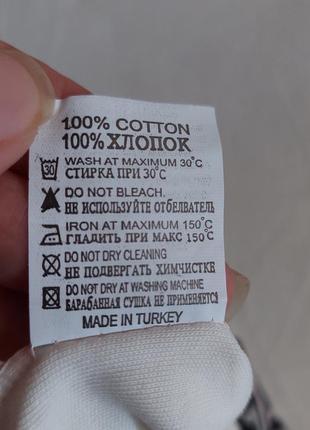 100% COTTON
100% ХЛОПОК
30 WASH AT MAXIMUM 30°C
СТИРКА ПРИ 30°C
DO NOT BLEACH.
НЕ ИСПОЛЬЗУЙТЕ ОТБЕЛВАТЕЛ
IRON AT MAXIMUM 150°C
ГЛАДИТЬ ПРИ МАКС 150°C
DO NOT DRY CLEANING
НЕ ПОДВЕРГАТЬ ХИМЧИСТКЕ
DO NOT DRY AT WASHING MACHINE
БАРАБАННАЯ СУШКА НЕ ПРИМЕНЯЕТСЯ
MADE IN TURKEY